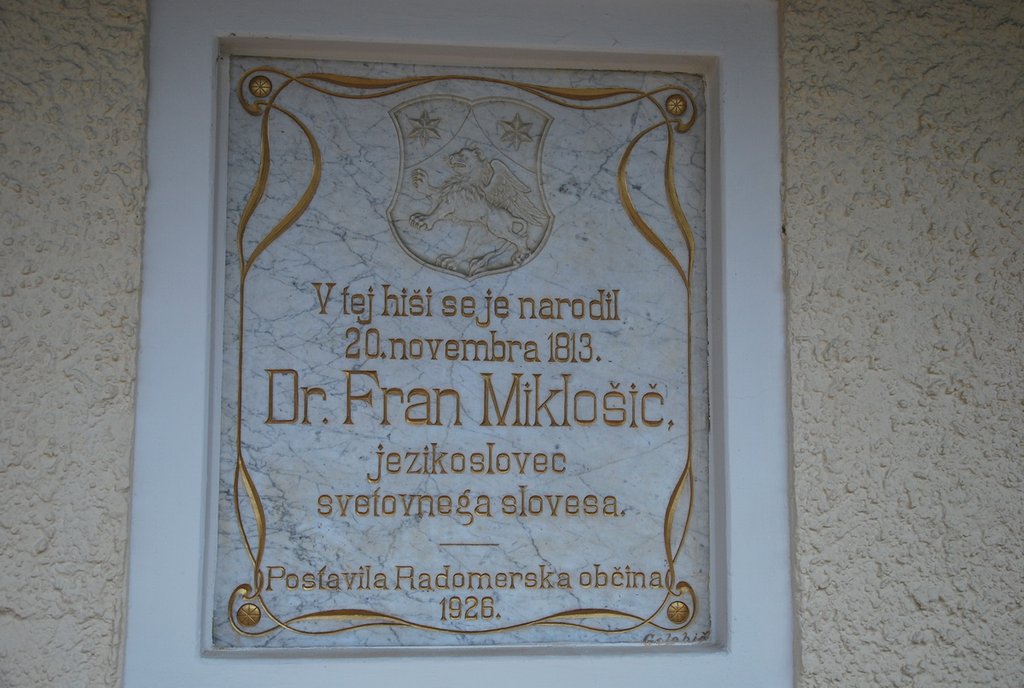 V tej hiši se je narodil
20. novembra 1813.
Dr. Fran Miklošič,
jezikoslovec
svetovnega slovesa.
Postavila Radomerska občina
1926.